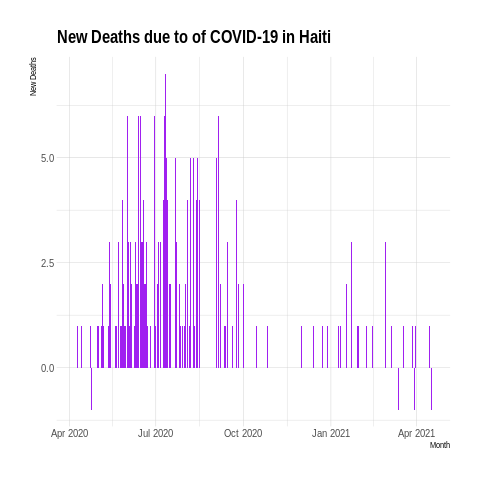 New Deaths due to of COVID-19 in Haiti
New Deaths
5.0
2.5
0.0
Apr 2020 Jul 2020 Oct 2020 Jan 2021 Apr 2021
Month